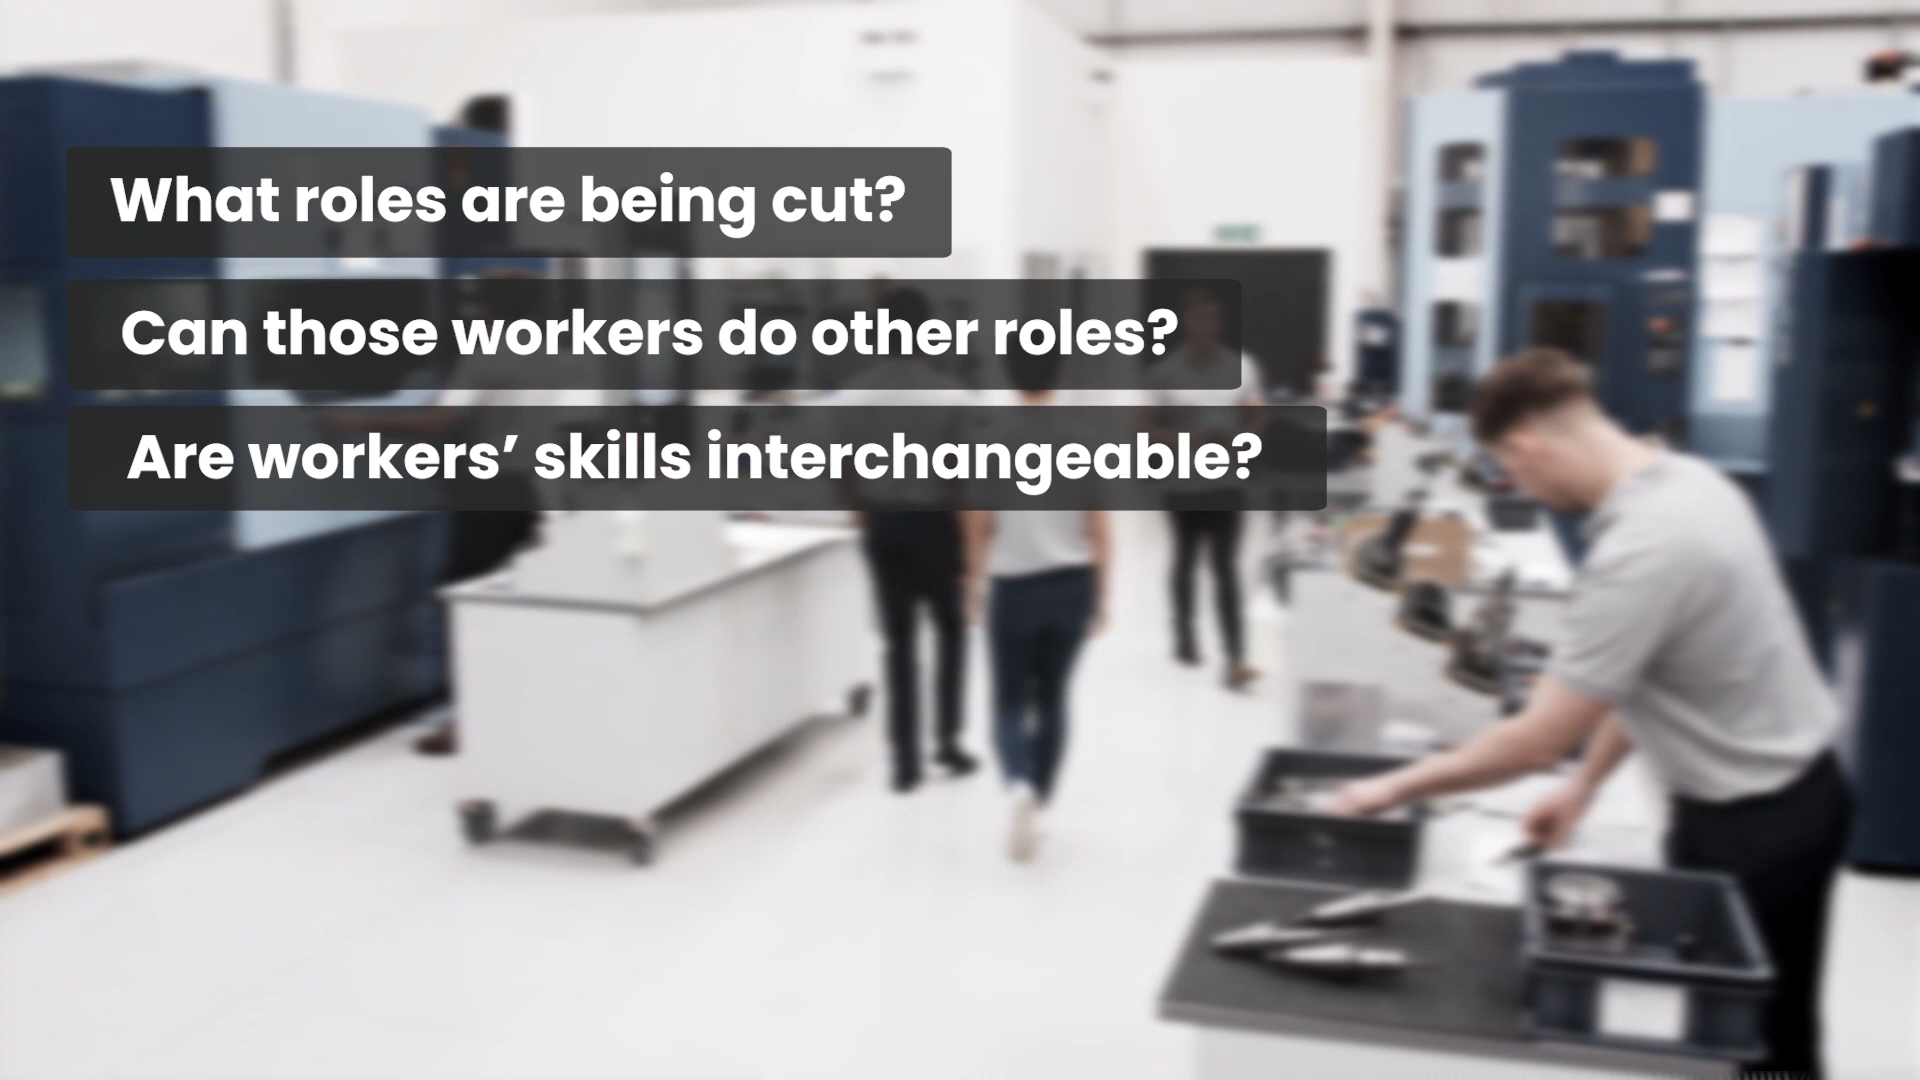 What roles are being cut?
Can those workers do other roles?
Are workers’ skills interchangeable?